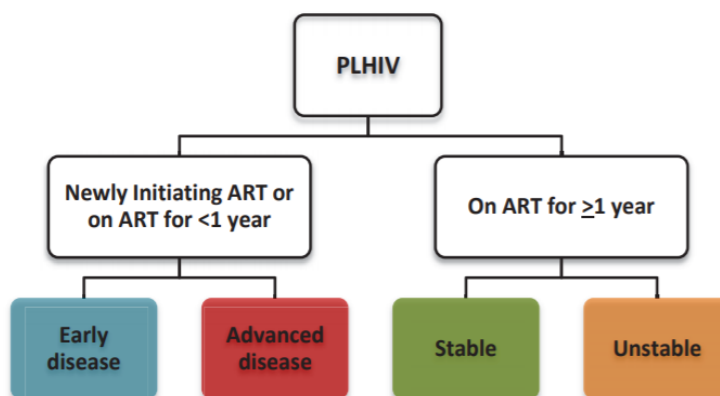 PLHIV
Newly Initiating ART or
on ART for <1 year
On ART for ≥1 year
Early
disease
Advanced
disease
Stable
Unstable